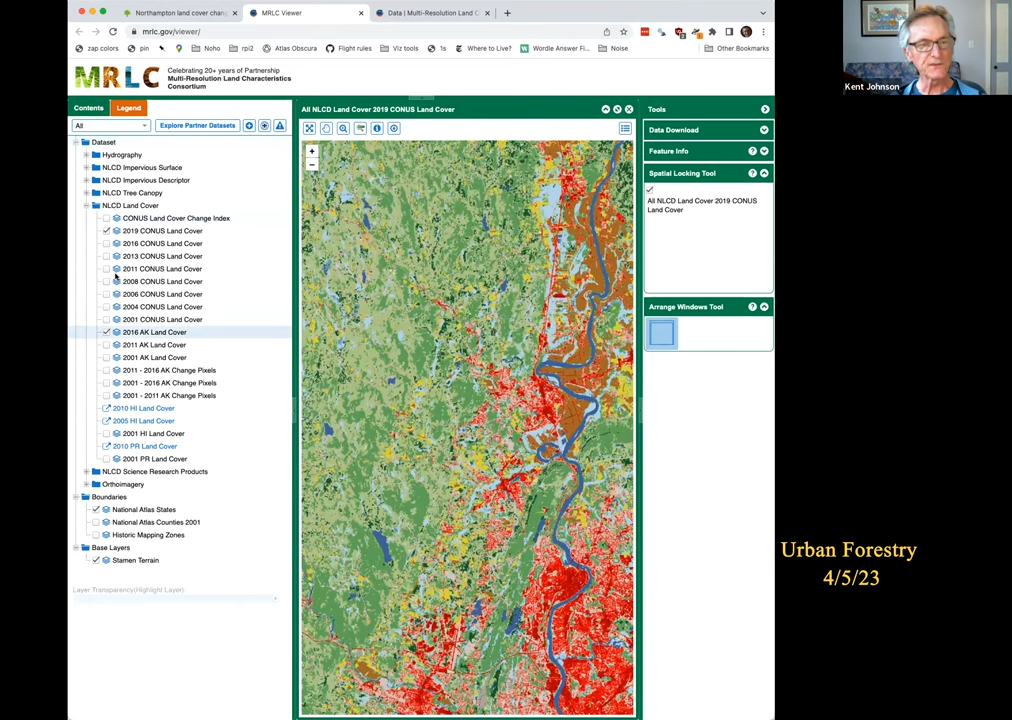 Northampton land cover chan
MRLC Viewer
Data | Multi-Resolution Land C
mrlc.gov/viewer/
zap colors
pin
Noho
rpi2
Atlas Obscura
Flight rules
Viz tools
1s
Where to Live?
Wordle Answer Fi...
Noise
Other Bookmarks
MRLC
Celebrating 20+ years of Partnership
Multi-Resolution Land Characteristics
Consortium
Contents
Legend
All
Explore Partner Datasets
Dataset
Hydrography
NLCD Impervious Surface
NLCD Impervious Descriptor
NLCD Tree Canopy
NLCD Land Cover
CONUS Land Cover Change Index
2019 CONUS Land Cover
2016 CONUS Land Cover
2013 CONUS Land Cover
2011 CONUS Land Cover
2008 CONUS Land Cover
2006 CONUS Land Cover
2004 CONUS Land Cover
2001 CONUS Land Cover
2016 AK Land Cover
2011 AK Land Cover
2001 AK Land Cover
2011 - 2016 AK Change Pixels
2001 - 2016 AK Change Pixels
2001 - 2011 AK Change Pixels
2010 HI Land Cover
2005 HI Land Cover
2001 HI Land Cover
2010 PR Land Cover
2001 PR Land Cover
NLCD Science Research Products
Orthoimagery
Boundaries
National Atlas States
National Atlas Counties 2001
Historic Mapping Zones
Base Layers
Stamen Terrain
Layer Transparency(Highlight Layer):
All NLCD Land Cover 2019 CONUS Land Cover
Tools
Data Download
Feature Info
Spatial Locking Tool
All NLCD Land Cover 2019 CONUS
Land Cover
Arrange Windows Tool
Kent Johnson
Urban Forestry
4/5/23